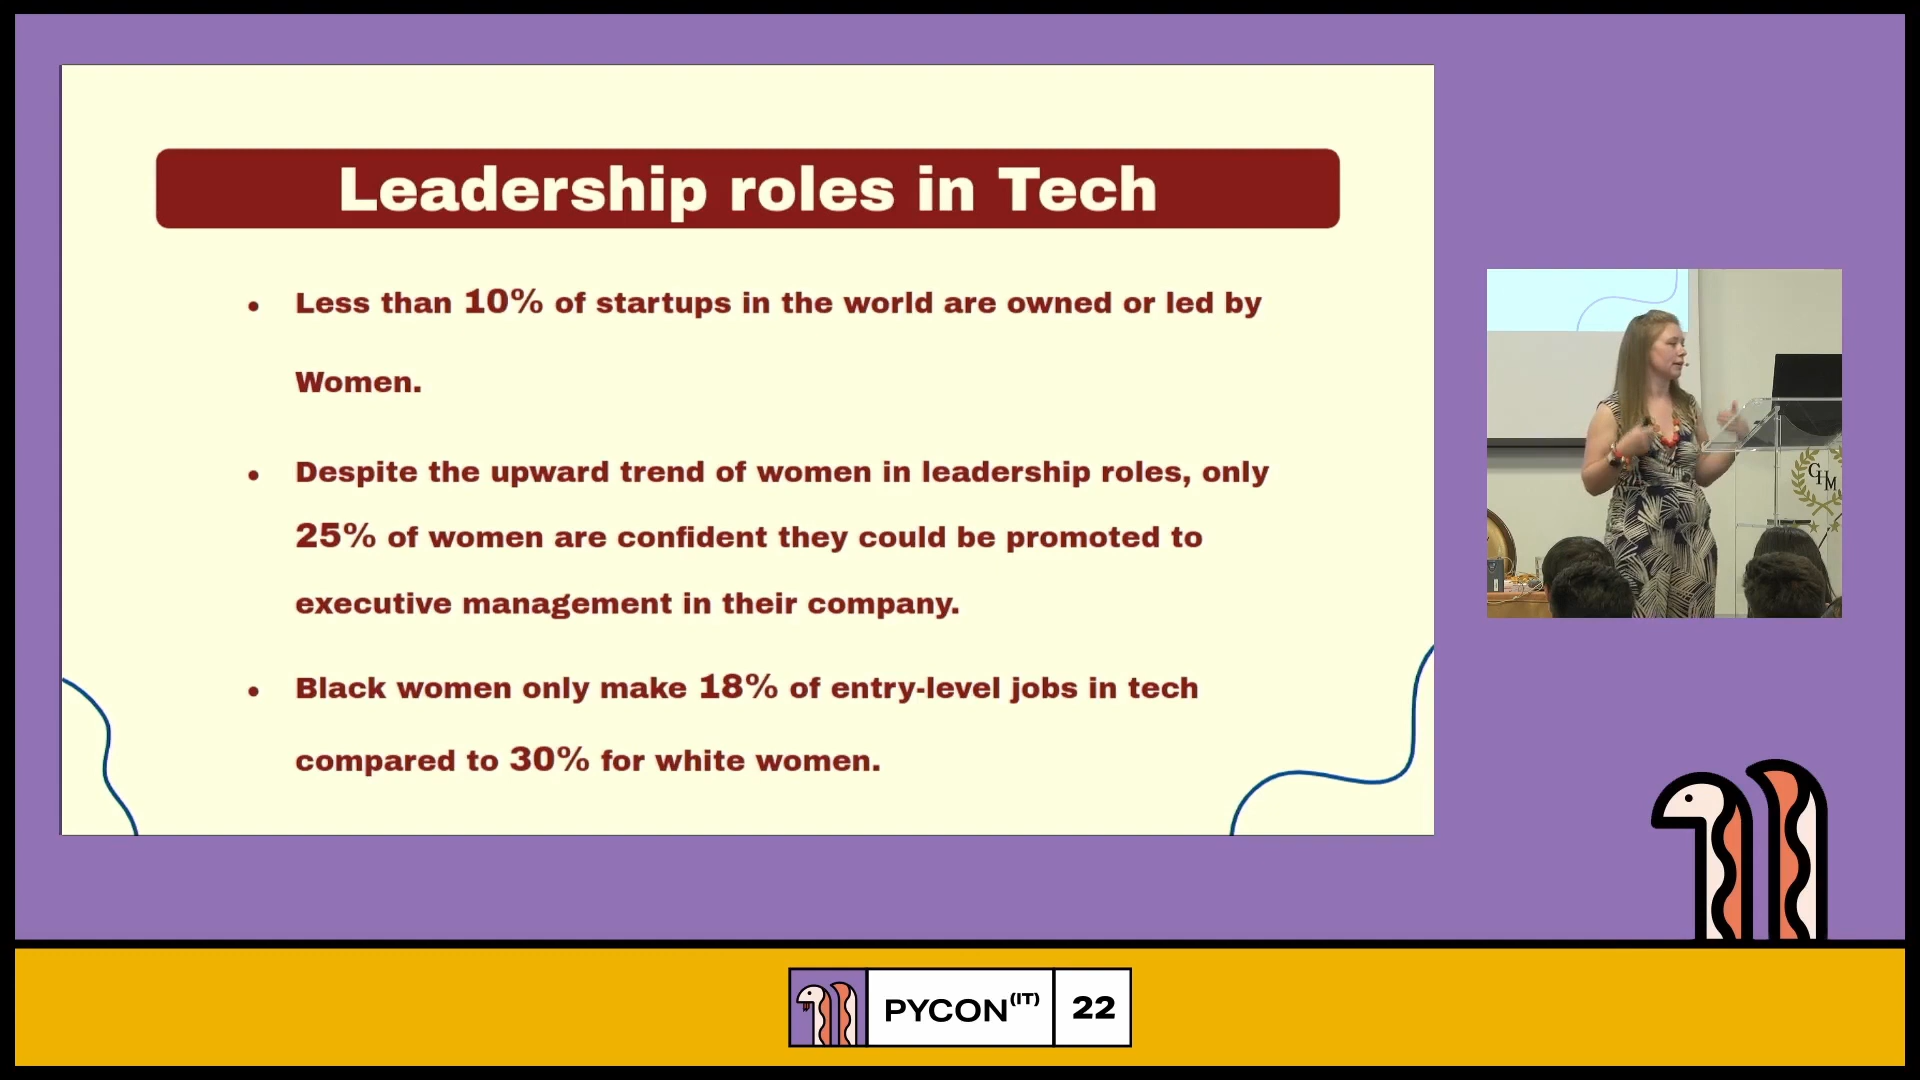 Leadership roles in Tech
• Less than 10% of startups in the world are owned or led by
Women.
• Despite the upward trend of women in leadership roles, only
25% of women are confident they could be promoted to
executive management in their company.
• Black women only make 18% of entry-level jobs in tech
compared to 30% for white women.
GHM
PYCON(IT) 22